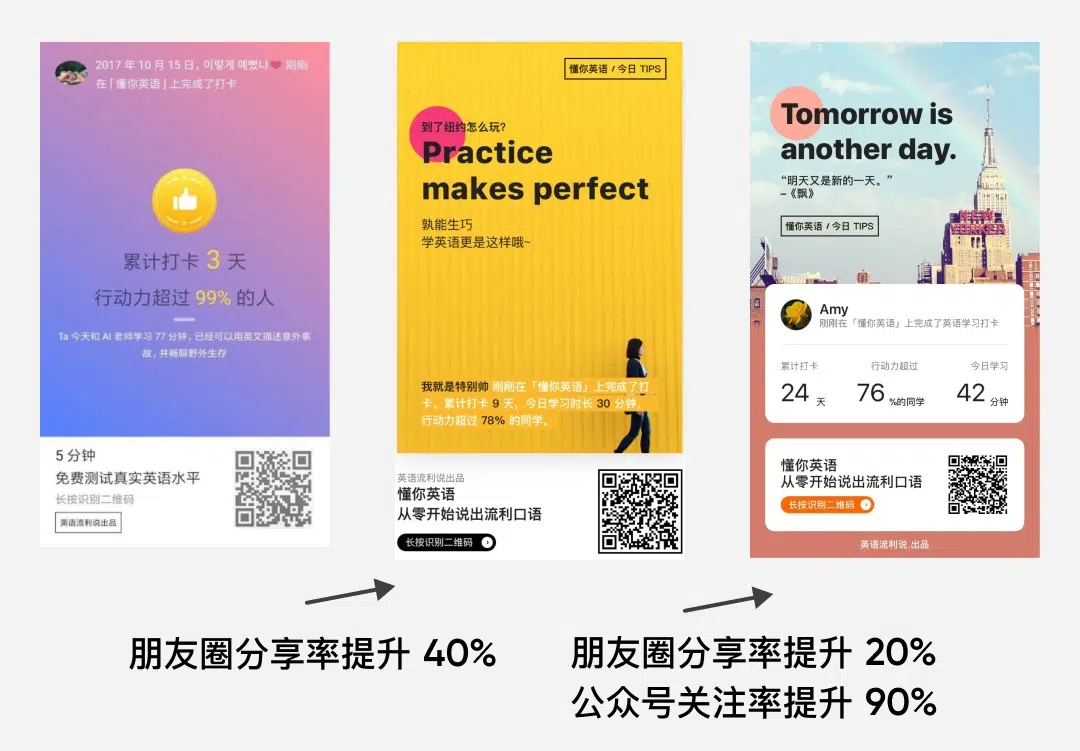 2017 年 10 月 15 日，이렇게 예뻤나❤ 刚刚
在「懂你英语」上完成了打卡
累计打卡 3 天
行动力超过 99% 的人
Ta 今天和 AI 老师学习 77 分钟，已经可以用英文描述意外事
故，并畅聊野外生存
5 分钟
免费测试真实英语水平
长按识别二维码
英语流利说出品
懂你英语 / 今日 TIPS
到了纽约怎么玩?
Practice
makes perfect
孰能生巧
学英语更是这样哦~
我就是特别帅 刚刚在「懂你英语」上完成了打
卡。累计打卡 9 天，今日学习时长 30 分钟，
行动力超过 78% 的同学。
英语流利说出品
懂你英语
从零开始说出流利口语
长按识别二维码
Tomorrow is
another day.
“明天又是新的一天。”
–《飘》
懂你英语 / 今日 TIPS
Amy
刚刚在「懂你英语」上完成了英语学习打卡
累计打卡 行动力超过 今日学习
24 天 76 %的同学 42 分钟
懂你英语
从零开始说出流利口语
长按识别二维码
英语流利说.出品
朋友圈分享率提升 40%
朋友圈分享率提升 20%
公众号关注率提升 90%